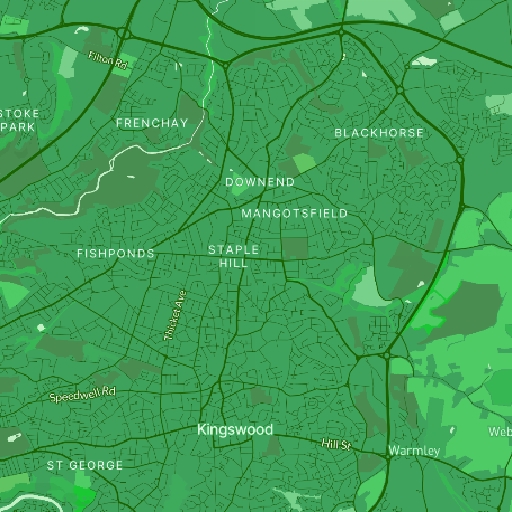 Filton Rd
STOKE
PARK
FRENCHAY
BLACKHORSE
DOWNEND
MANGOTSFIELD
STAPLE
HILL
FISHPONDS
Thicket Ave
Speedwell Rd
Kingswood
Hill St
Web
Warmley
ST GEORGE